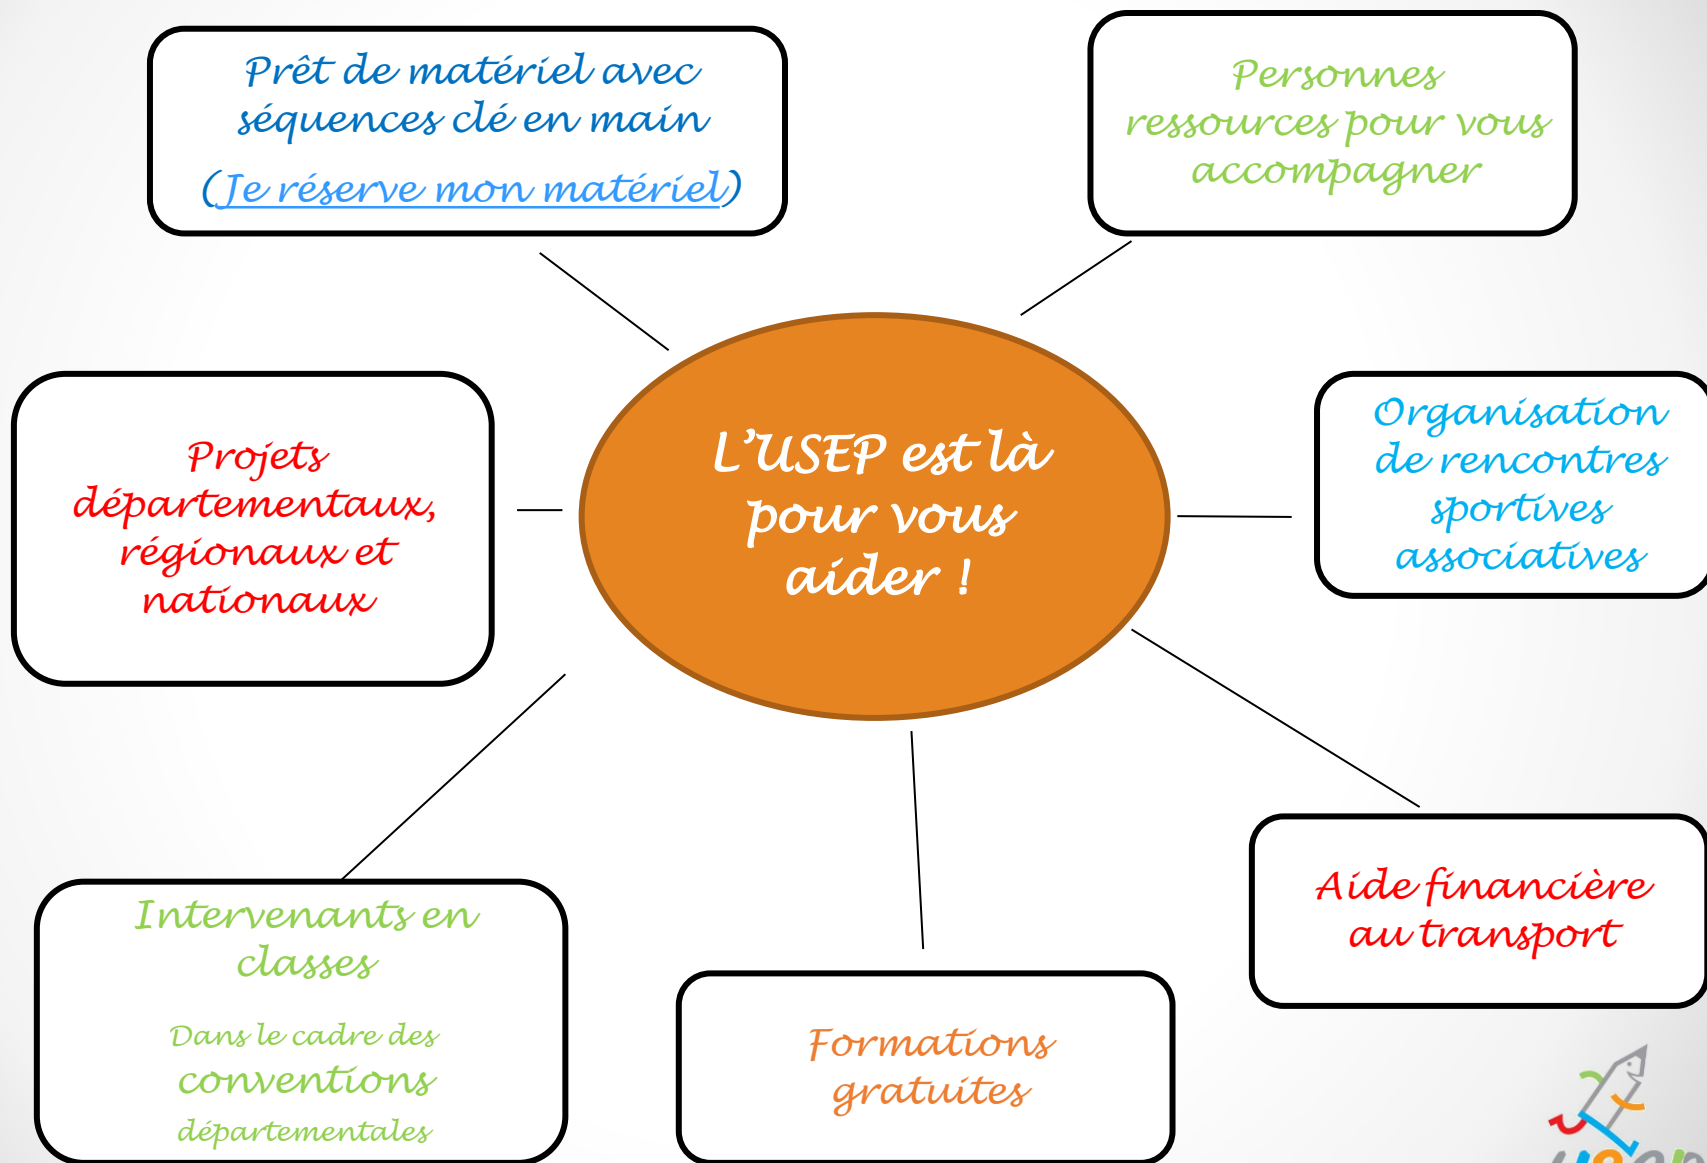 Prêt de matériel avec
séquences clé en main
(Je réserve mon matériel)
Personnes
ressources pour vous
accompagner
L’USEP est là
pour vous
aider !
Projets
départementaux,
régionaux et
nationaux
Organisation
de rencontres
sportives
associatives
Intervenants en
classes
Dans le cadre des
conventions
départementales
Formations
gratuites
Aide financière
au transport
usep